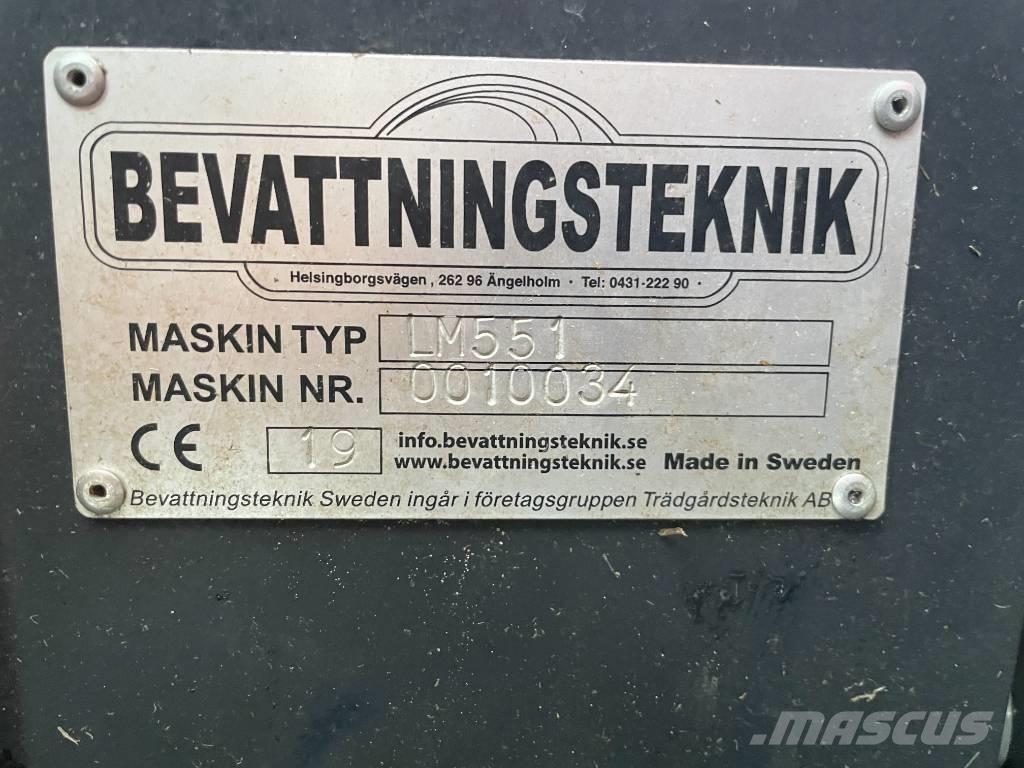 BEVATTNINGSTEKNIK
Helsingborgsvägen , 262 96 Ängelholm · Tel: 0431-222 90 ·
MASKIN TYP LM551
MASKIN NR. 0010034
CE 19 info.bevattningsteknik.se
www.bevattningsteknik.se Made in Sweden
Bevattningsteknik Sweden ingår i företagsgruppen Trädgårdsteknik AB
MASCUS